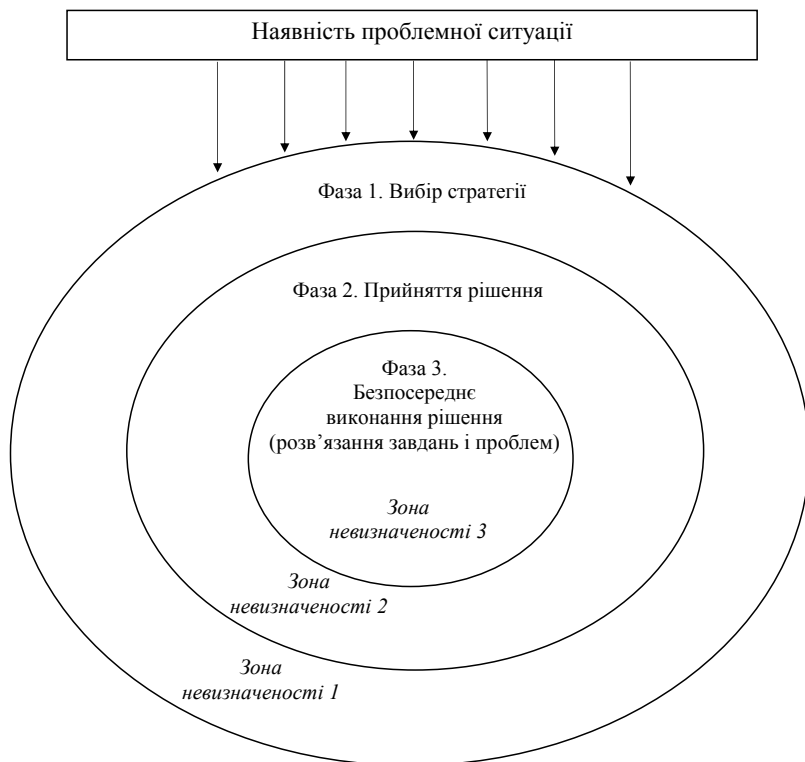 Наявність проблемної ситуації
Фаза 1. Вибір стратегії
Фаза 2. Прийняття рішення
Фаза 3.
Безпосереднє
виконання рішення
(розв’язання завдань і проблем)
Зона
невизначеності 3
Зона
невизначеності 2
Зона
невизначеності 1